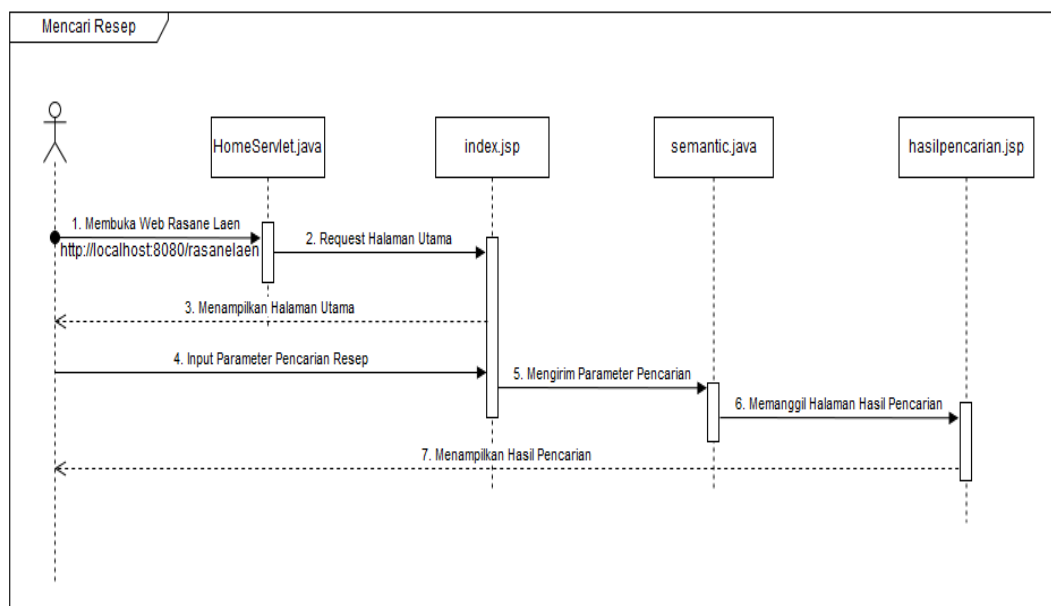 Mencari Resep
HomeServlet.java
index.jsp
semantic.java
hasilpencarian.jsp
1. Membuka Web Rasane Laen
http://localhost:8080/rasanelaen
2. Request Halaman Utama
3. Menampilkan Halaman Utama
4. Input Parameter Pencarian Resep
5. Mengirim Parameter Pencarian
6. Memanggil Halaman Hasil Pencarian
7. Menampilkan Hasil Pencarian